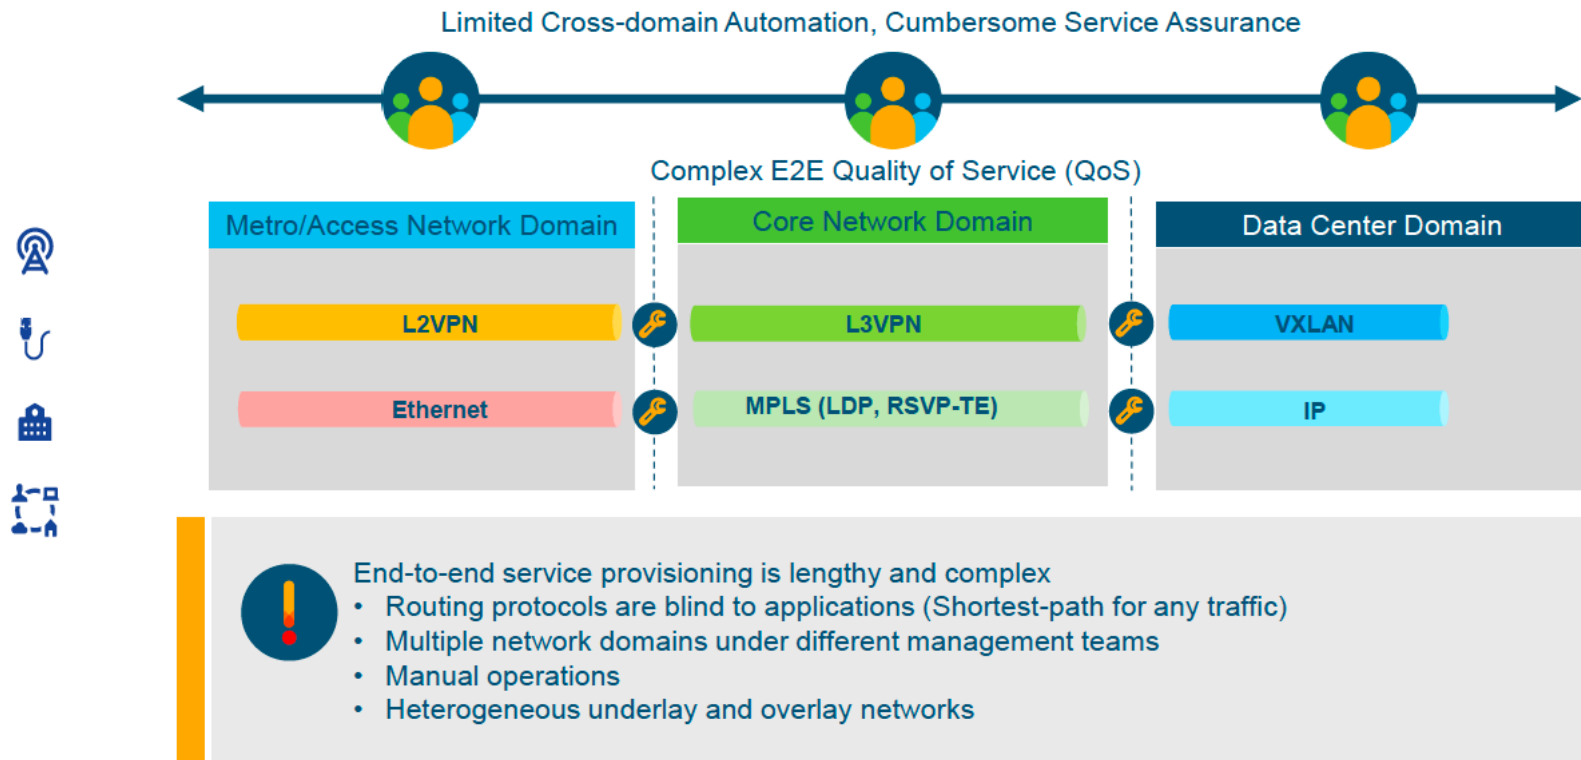 Limited Cross-domain Automation, Cumbersome Service Assurance
Complex E2E Quality of Service (QoS)
Metro/Access Network Domain
Core Network Domain
Data Center Domain
L2VPN
L3VPN
VXLAN
Ethernet
MPLS (LDP, RSVP-TE)
IP
End-to-end service provisioning is lengthy and complex
• Routing protocols are blind to applications (Shortest-path for any traffic)
• Multiple network domains under different management teams
• Manual operations
• Heterogeneous underlay and overlay networks